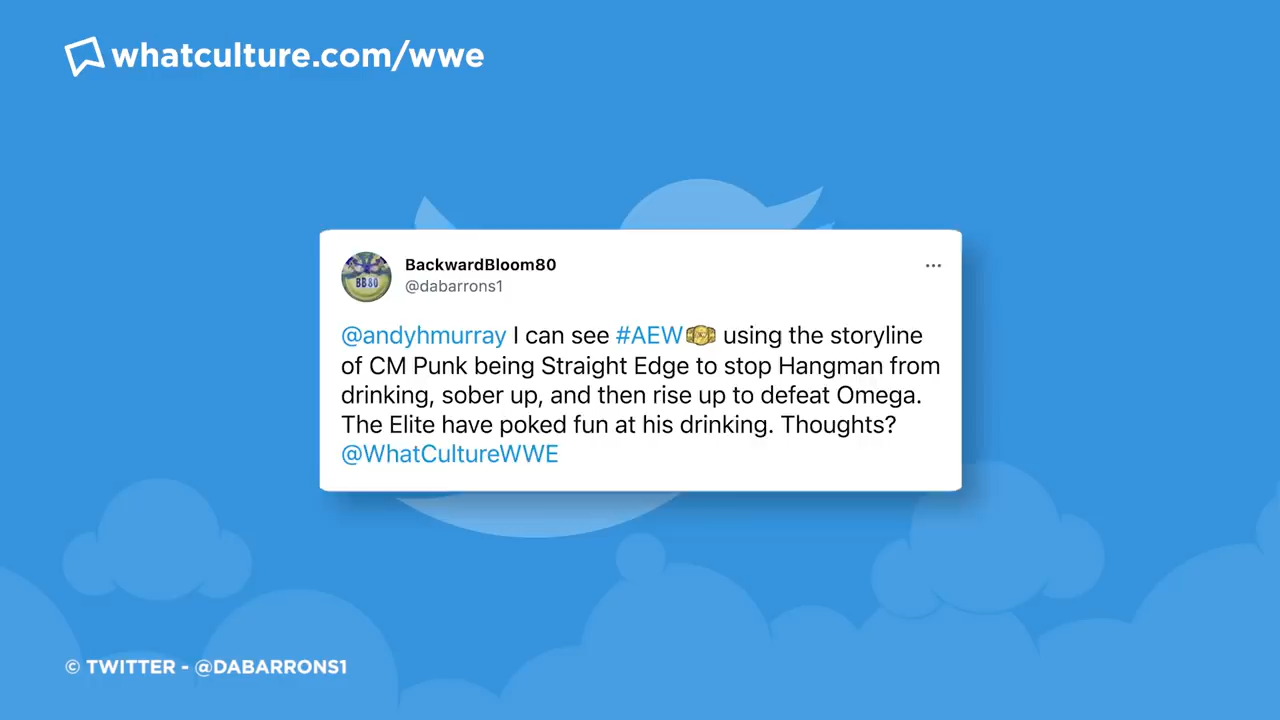 whatculture.com/wwe
BackwardBloom80
@dabarrons1
BB80
@andyhmurray I can see #AEW using the storyline
of CM Punk being Straight Edge to stop Hangman from
drinking, sober up, and then rise up to defeat Omega.
The Elite have poked fun at his drinking. Thoughts?
@WhatCultureWWE
© TWITTER - @DABARRONS1